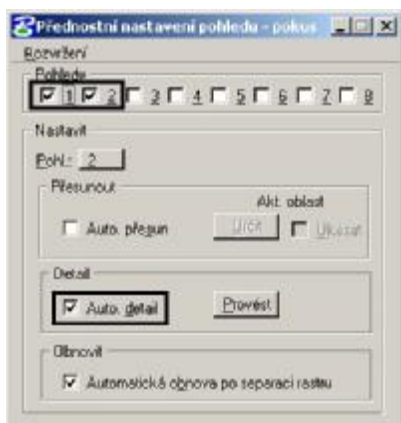 Přednostní nastavení pohledu - pokus
Rozvržení
Pohledy
1 2 3 4 5 6 7 8
Nastavit
Pohl.: 2
Přesunout
Akt. oblast
Auto. přesun Určit Ukázat
Detail
Auto. detail Provést
Obnovit
Automatická obnova po separaci rastru